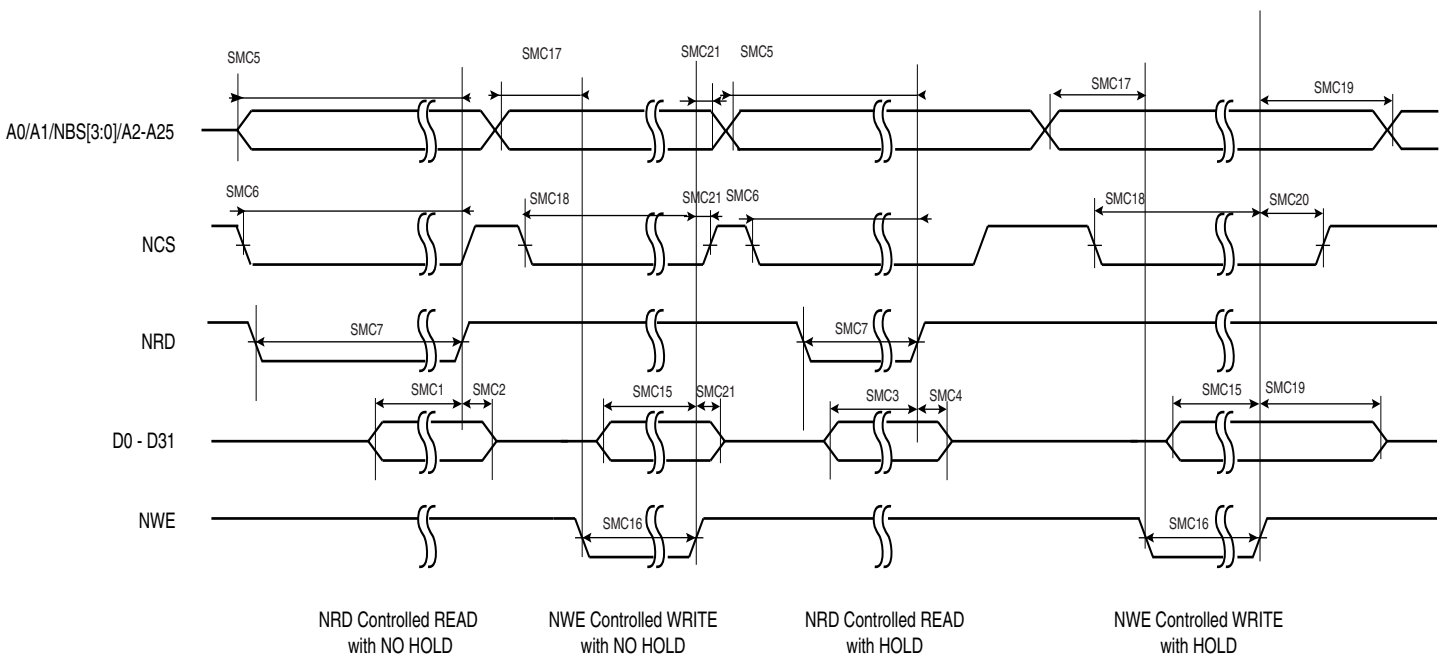 SMC5
SMC17
SMC21
SMC5
SMC17
SMC19
A0/A1/NBS[3:0]/A2-A25
SMC6
SMC18
SMC21
SMC6
SMC18
SMC20
NCS
SMC7
SMC7
NRD
SMC1
SMC2
SMC15
SMC21
SMC3
SMC4
SMC15
SMC19
D0 - D31
NWE
SMC16
SMC16
NRD Controlled READ
with NO HOLD
NWE Controlled WRITE
with NO HOLD
NRD Controlled READ
with HOLD
NWE Controlled WRITE
with HOLD